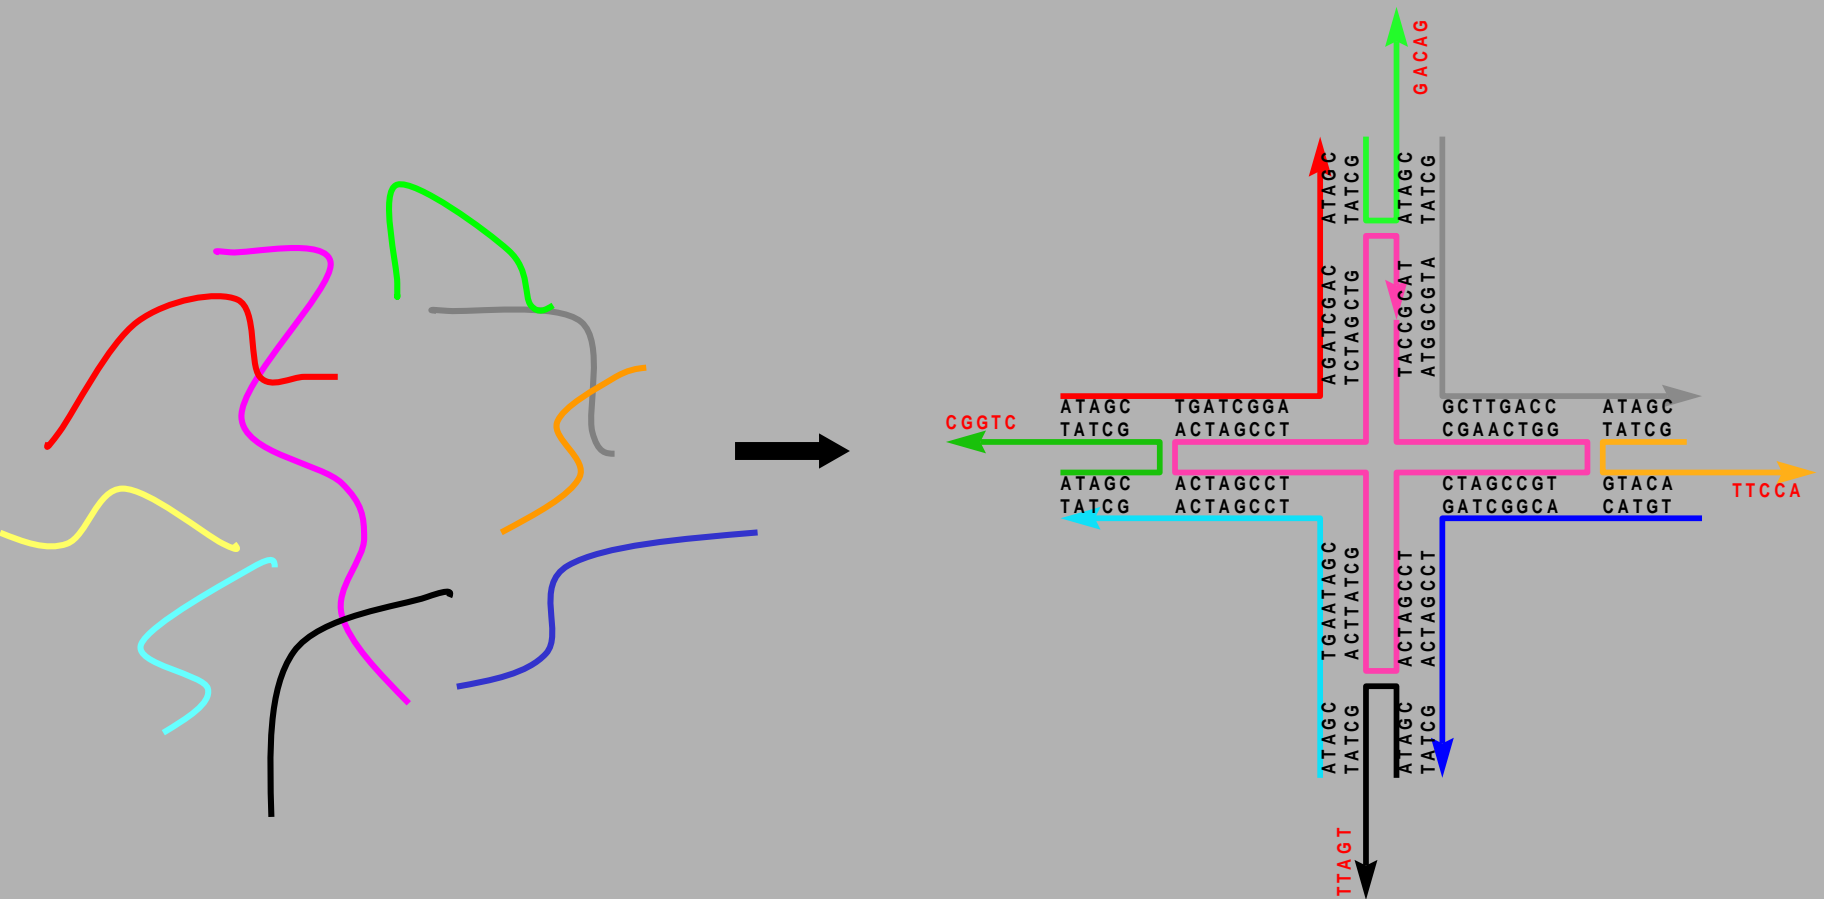 GACAG
ATAGC
TATCG
ATAGC
TATCG
AGATCGAC
TCTAGCTG
TACCGCAT
ATGGCGTA
CGGTC
ATAGC TGATCGGA GCTTGACC ATAGC
TATCG ACTAGCCT CGAACTGG TATCG
ATAGC ACTAGCCT CTAGCCGT GTACA
TATCG ACTAGCCT GATCGGCA CATGT
TTCCA
TGAATAGC
ACTTATCG
ACTAGCCT
ACTAGCCT
ATAGC
TATCG
ATAGC
TATCG
TTAGT